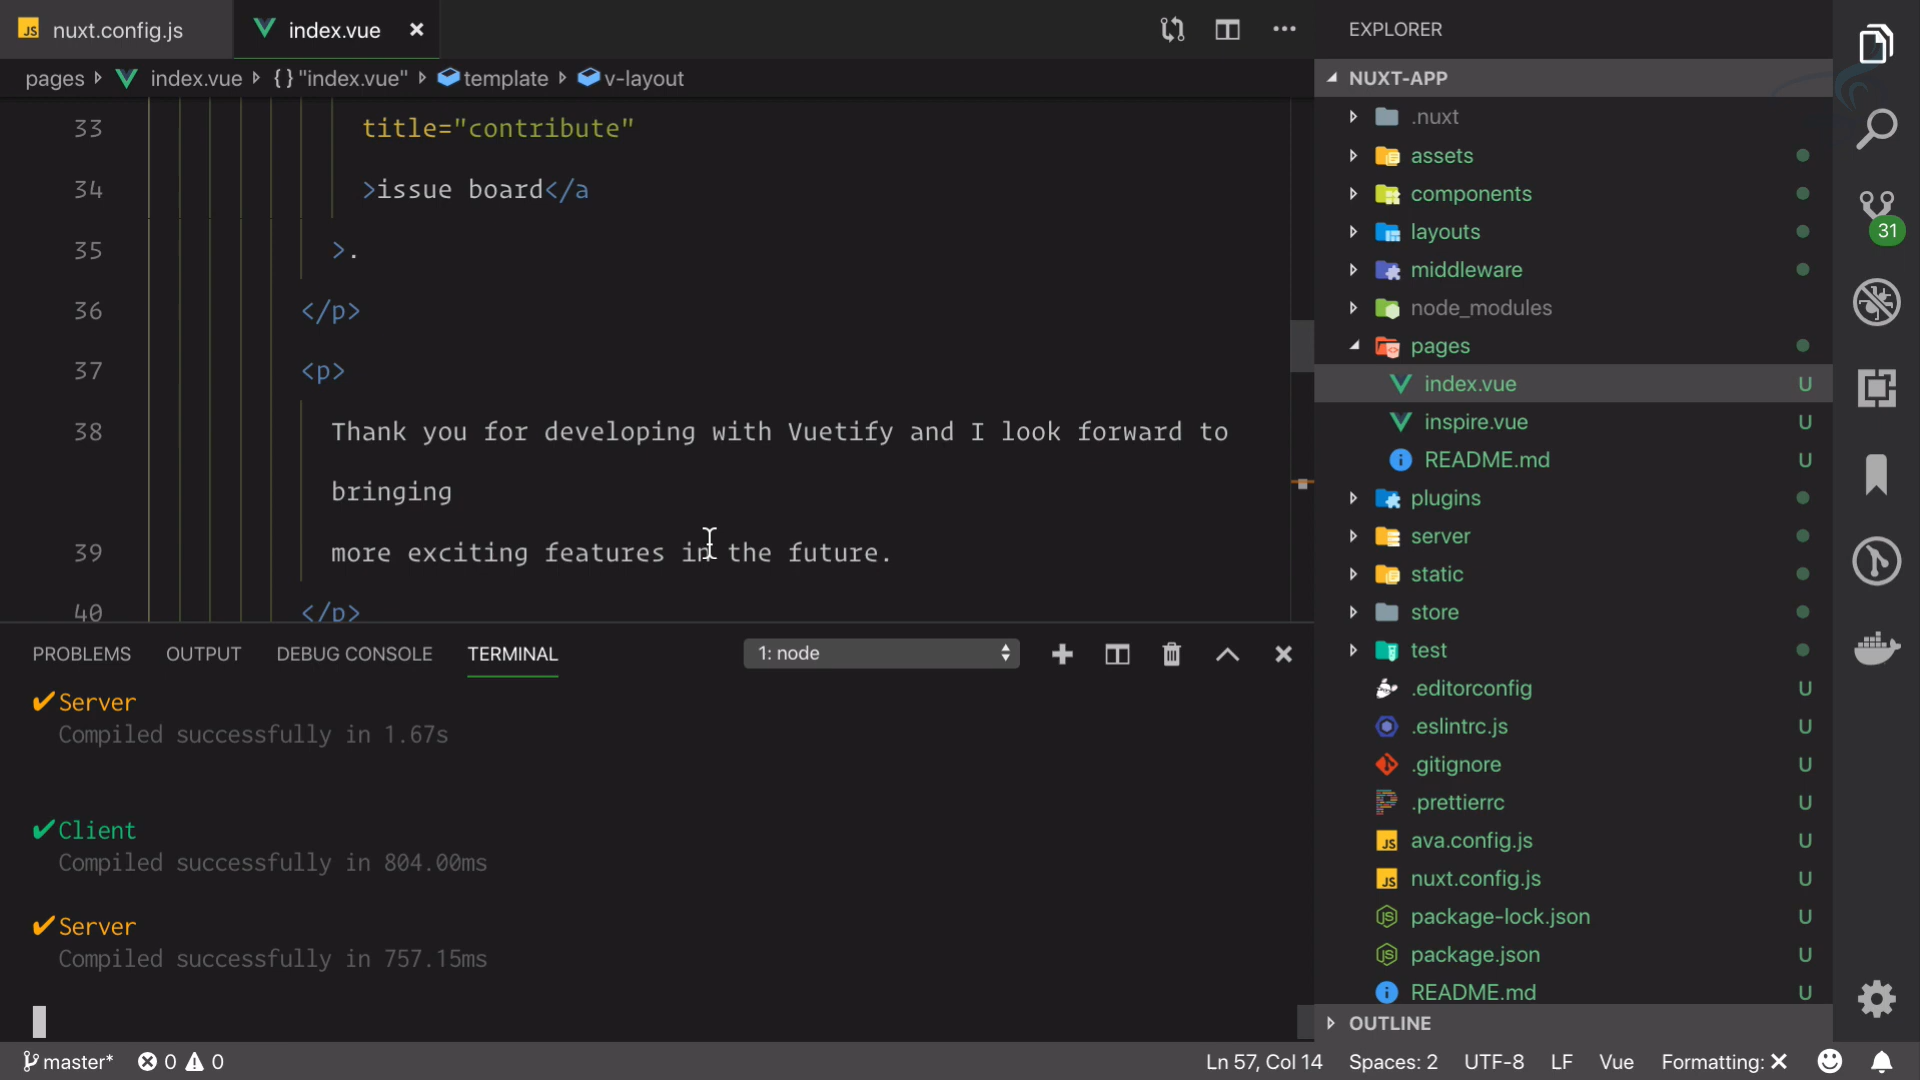 nuxt.config.js
index.vue
pages index.vue {} "index.vue" template v-layout
33 title="contribute"
34 >issue board</a
35 >.
36 </p>
37 <p>
38 Thank you for developing with Vuetify and I look forward to
bringing
39 more exciting features in the future.
40 </p>
PROBLEMS OUTPUT DEBUG CONSOLE TERMINAL 1: node
✔Server
Compiled successfully in 1.67s
✔Client
Compiled successfully in 804.00ms
✔Server
Compiled successfully in 757.15ms
EXPLORER
NUXT-APP
.nuxt
assets
components
layouts
middleware
node_modules
pages
index.vue U
inspire.vue U
README.md U
plugins
server
static
store
test
.editorconfig U
.eslintrc.js U
.gitignore U
.prettierrc U
JS ava.config.js U
JS nuxt.config.js U
package-lock.json U
package.json U
README.md U
OUTLINE
31
master* 0 0 Ln 57, Col 14 Spaces: 2 UTF-8 LF Vue Formatting: ✕